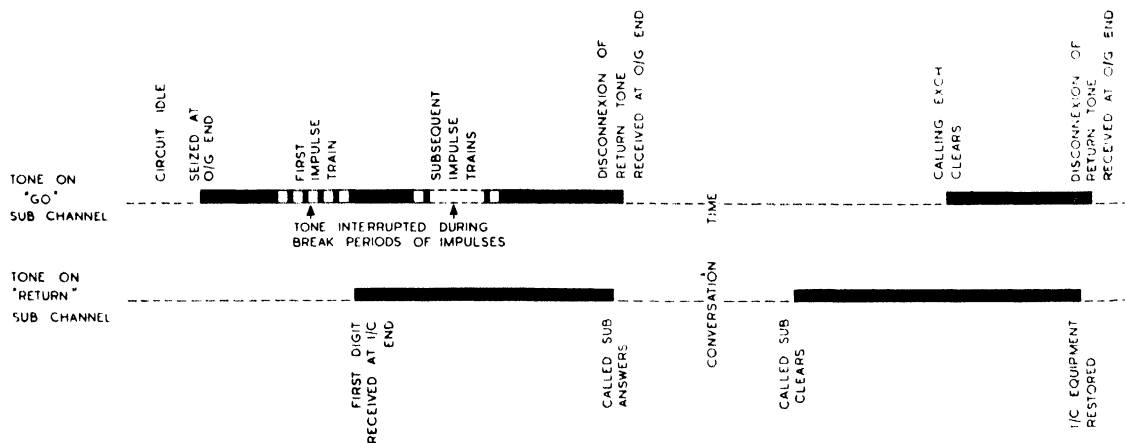 CIRCUIT IDLE
SEIZED AT
O/G END
FIRST
IMPULSE
TRAIN
SUBSEQUENT
IMPULSE
TRAINS
DISCONNEXION OF
RETURN TONE
RECEIVED AT O/G END
CALLING EXCH
CLEARS
DISCONNEXION OF
RETURN TONE
RECEIVED AT O/G END
TONE ON
"GO"
SUB CHANNEL
TONE INTERRUPTED DURING
BREAK PERIODS OF IMPULSES
CONVERSATION TIME
TONE ON
"RETURN"
SUB CHANNEL
FIRST DIGIT
RECEIVED AT I/C
END
CALLED SUB
ANSWERS
CALLED SUB
CLEARS
I/C EQUIPMENT
RESTORED